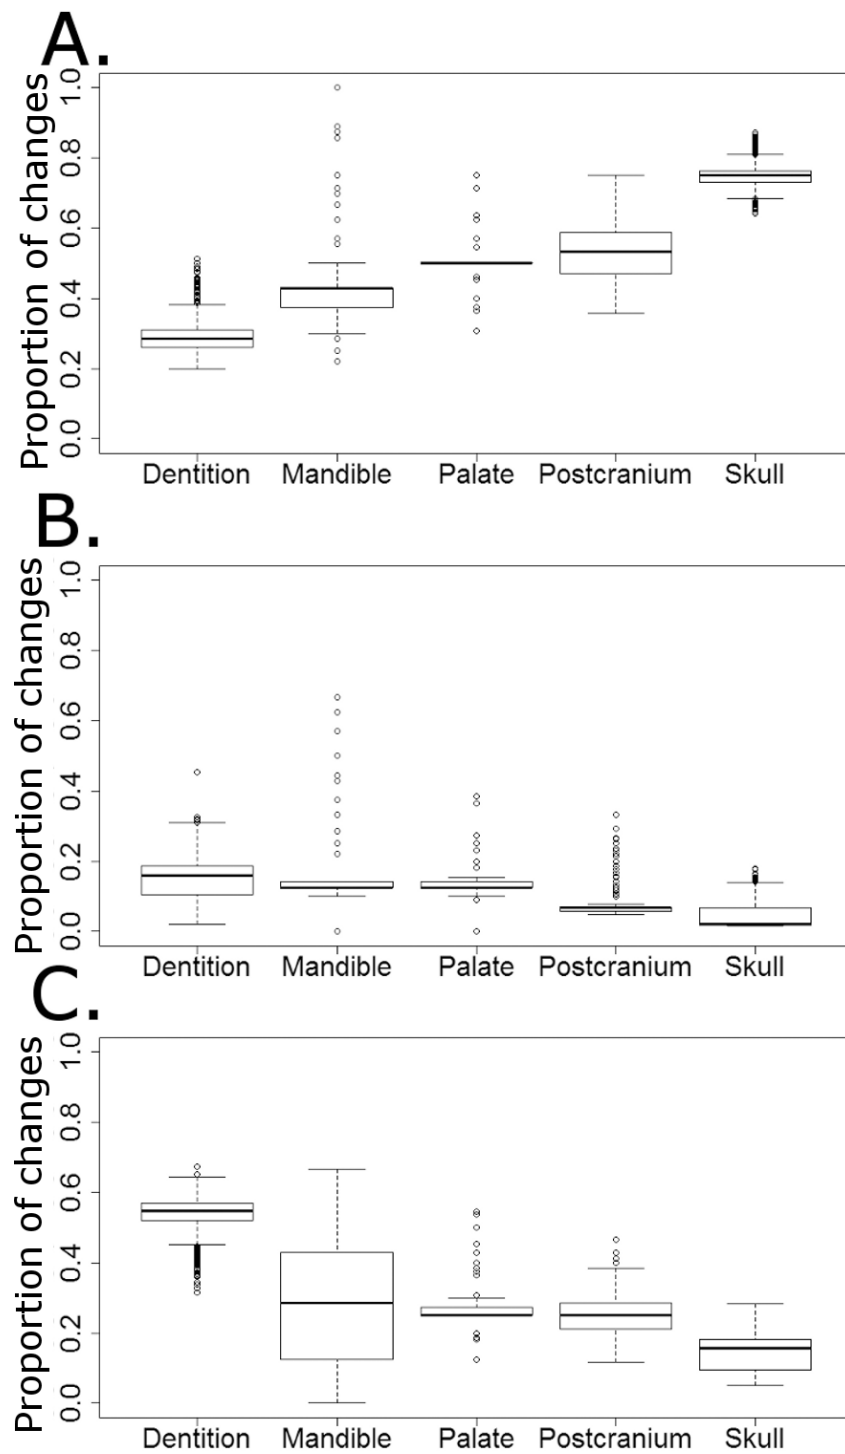 A.
Proportion of changes
1.0
0.8
0.6
0.4
0.2
0.0
Dentition Mandible Palate Postcranium Skull
B.
Proportion of changes
1.0
0.8
0.6
0.4
0.2
0.0
Dentition Mandible Palate Postcranium Skull
C.
Proportion of changes
1.0
0.8
0.6
0.4
0.2
0.0
Dentition Mandible Palate Postcranium Skull